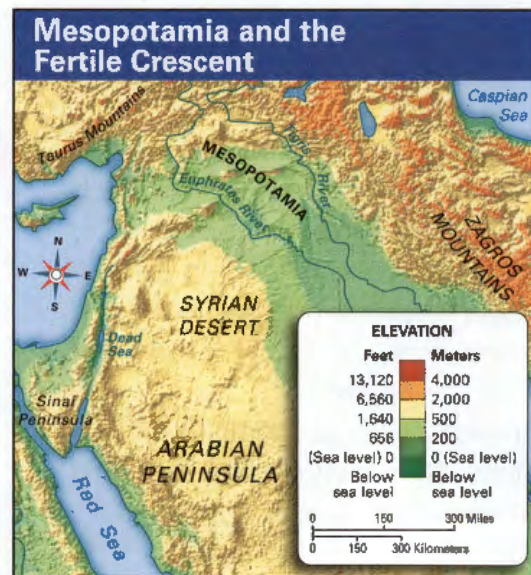 Mesopotamia and the
Fertile Crescent
Caspian
Sea
Taurus Mountains
Tigris River
MESOPOTAMIA
Euphrates River
ZAGROS
MOUNTAINS
N
W E
S
SYRIAN
DESERT
Dead
Sea
Sinai
Peninsula
ARABIAN
PENINSULA
Red Sea
ELEVATION
Feet Meters
13,120 4,000
6,560 2,000
1,640 500
656 200
(Sea level) 0 0 (Sea level)
Below Below
sea level sea level
0 150 300 Miles
0 150 300 Kilometers